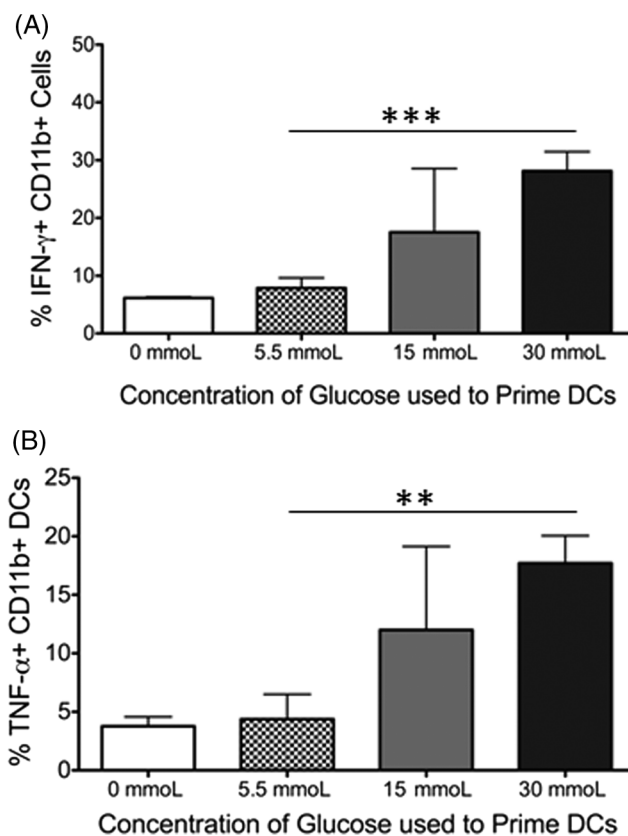 (A)
50
40
30
20
10
0
% IFN-γ+ CD11b+ Cells
***
0 mmoL 5.5 mmoL 15 mmoL 30 mmoL
Concentration of Glucose used to Prime DCs
(B)
25
20
15
10
5
0
% TNF-α+ CD11b+ DCs
**
0 mmoL 5.5 mmoL 15 mmoL 30 mmoL
Concentration of Glucose used to Prime DCs